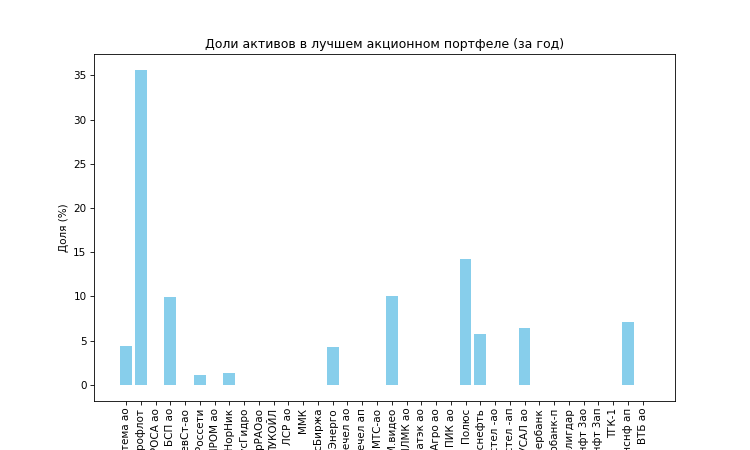 Доли активов в лучшем акционном портфеле (за год)
Доля (%)
35
30
25
20
15
10
5
0
тема ао
рофлот
РОСА ао
БСП ао
евСт-ао
Россети
ПРОМ ао
НорНик
сГидро
рРАОао
ЛУКОЙЛ
ЛСР ао
ММК
сБиржа
Энерго
ечел ао
ечел ап
МТС-ао
М.видео
ЛМК ао
атэк ао
Агро ао
ПИК ао
Полюс
снефть
стел -ао
стел -ап
УСАЛ ао
ербанк
рбанк-п
лигдар
нфт 3ао
нфт 3ап
ТГК-1
нснф ап
ВТБ ао